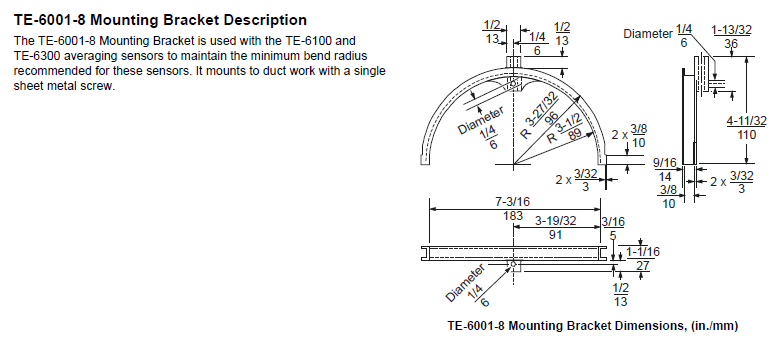 TE-6001-8 Mounting Bracket Description
The TE-6001-8 Mounting Bracket is used with the TE-6100 and
TE-6300 averaging sensors to maintain the minimum bend radius
recommended for these sensors. It mounts to duct work with a single
sheet metal screw.
1/2
13
1/4
6
1/2
13
Diameter
1/4
6
R 3-27/32
96
R 3-1/2
89
2 x 3/8
10
2 x 3/32
3
Diameter 1/4
6
1-13/32
36
4-11/32
110
9/16
14
3/8
10
2 x 3/32
3
7-3/16
183
3-19/32
91
3/16
5
1-1/16
27
1/2
13
Diameter
1/4
6
TE-6001-8 Mounting Bracket Dimensions, (in./mm)